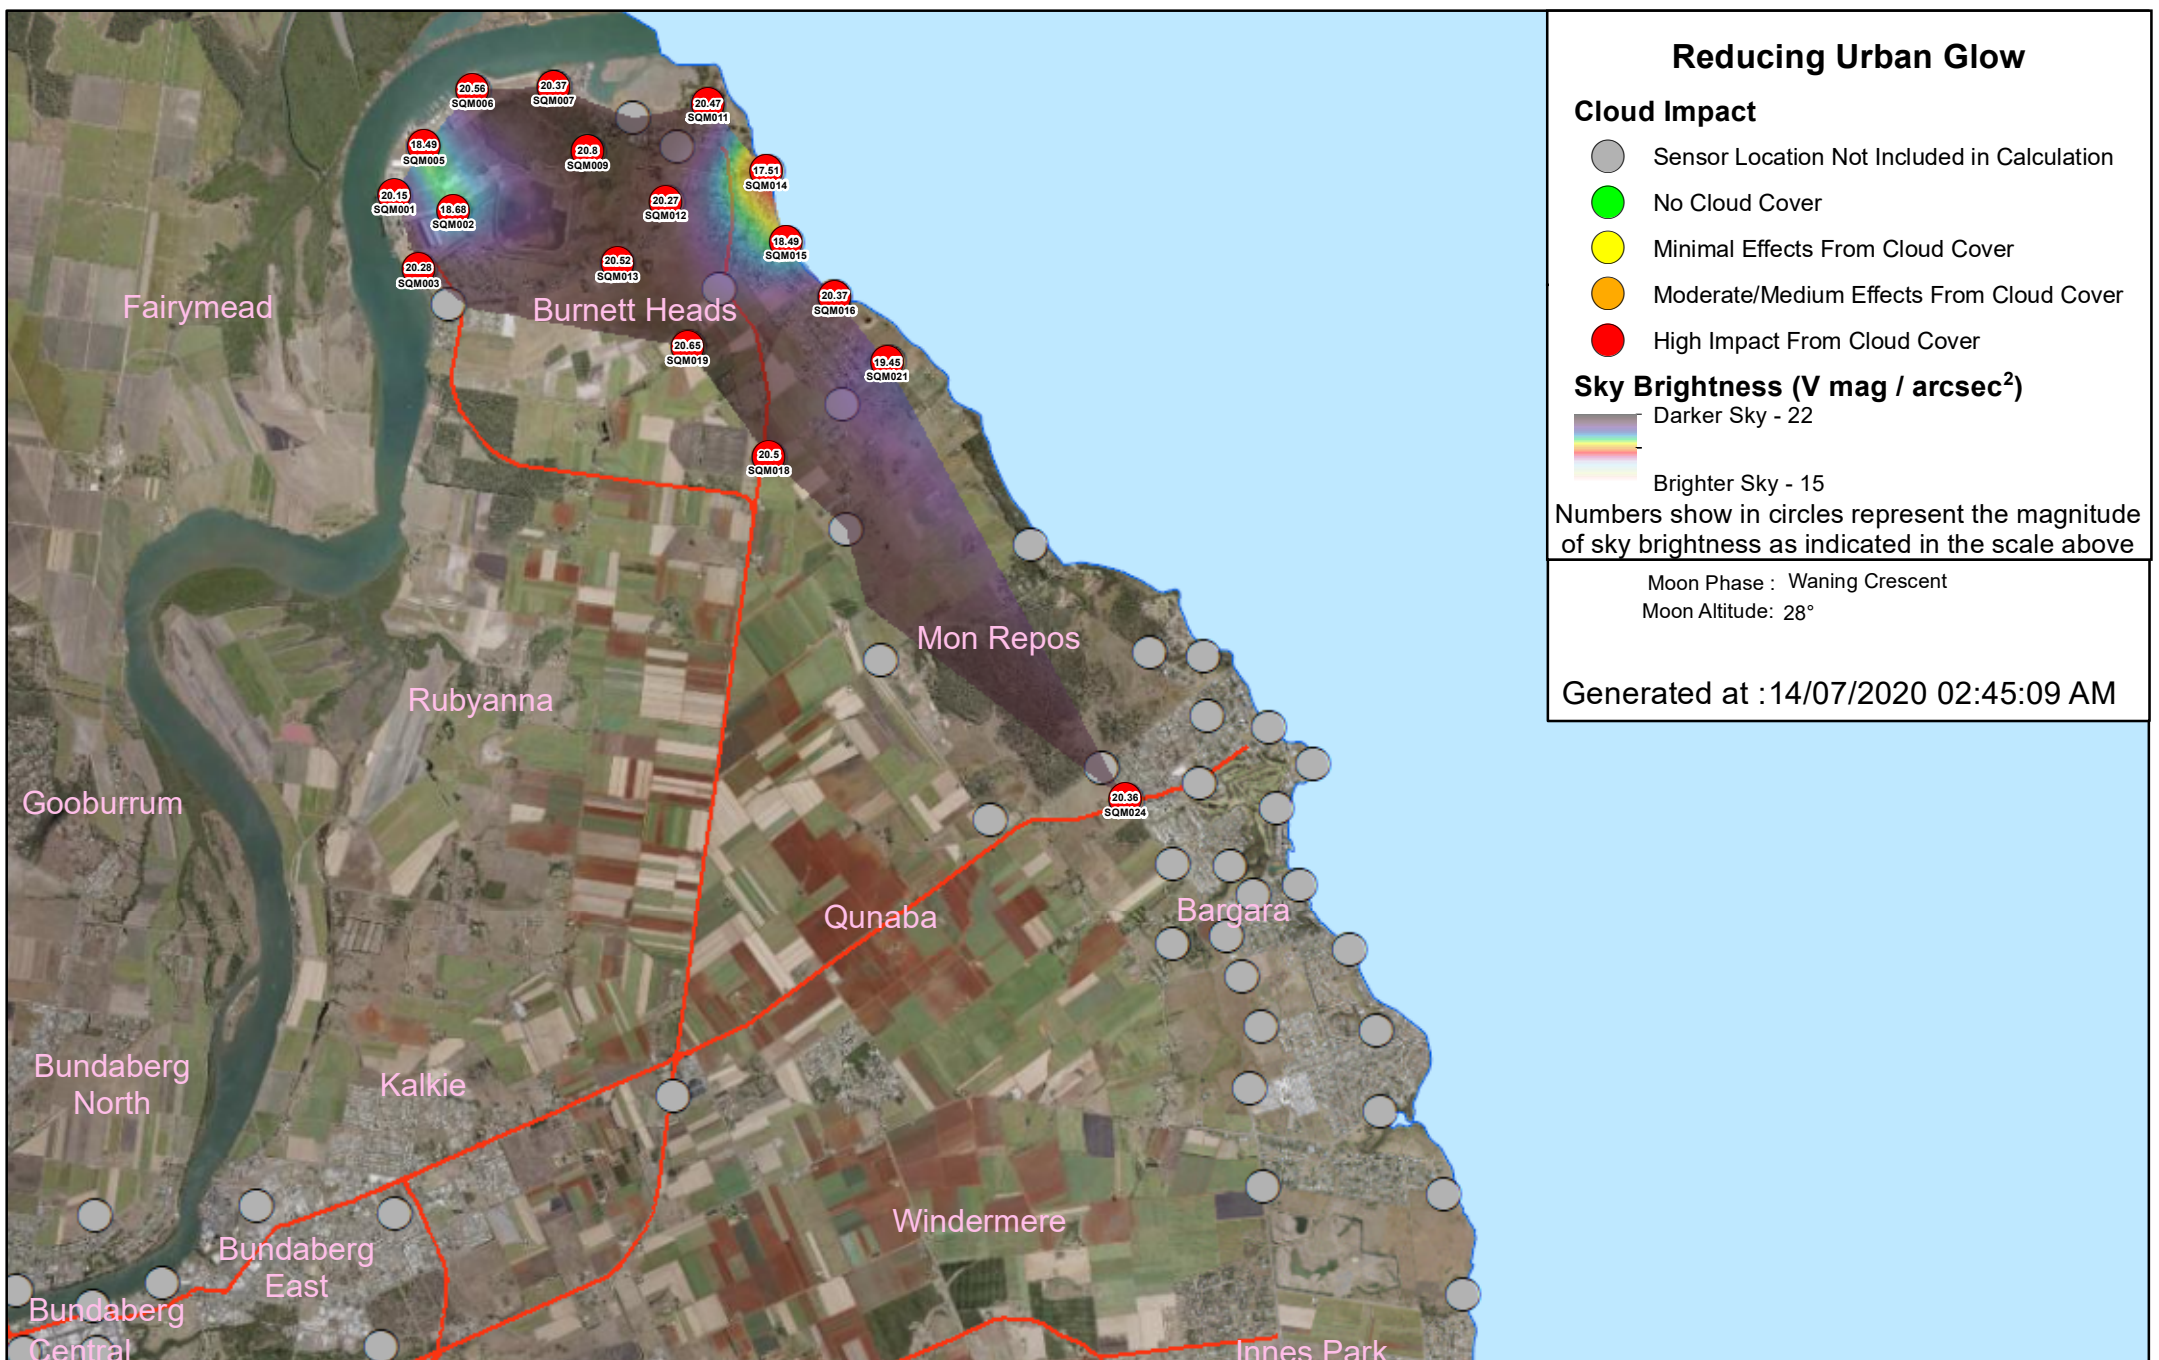 Reducing Urban Glow
Cloud Impact
Sensor Location Not Included in Calculation
No Cloud Cover
Minimal Effects From Cloud Cover
Moderate/Medium Effects From Cloud Cover
High Impact From Cloud Cover
Sky Brightness (V mag / arcsec²)
Darker Sky - 22
Brighter Sky - 15
Numbers show in circles represent the magnitude
of sky brightness as indicated in the scale above
Moon Phase : Waning Crescent
Moon Altitude: 28°
Generated at :14/07/2020 02:45:09 AM
20.56
SQM006
20.37
SQM007
20.47
SQM011
18.49
SQM005
20.8
SQM009
17.51
SQM014
20.15
SQM001
18.68
SQM002
20.27
SQM012
18.49
SQM015
20.28
SQM003
20.52
SQM013
20.37
SQM016
Fairymead
Burnett Heads
20.65
SQM019
19.45
SQM021
20.5
SQM018
Mon Repos
Rubyanna
Gooburrum
20.36
SQM024
Qunaba
Bargara
Bundaberg
North
Kalkie
Windermere
Bundaberg
East
Bundaberg
Central
Innes Park